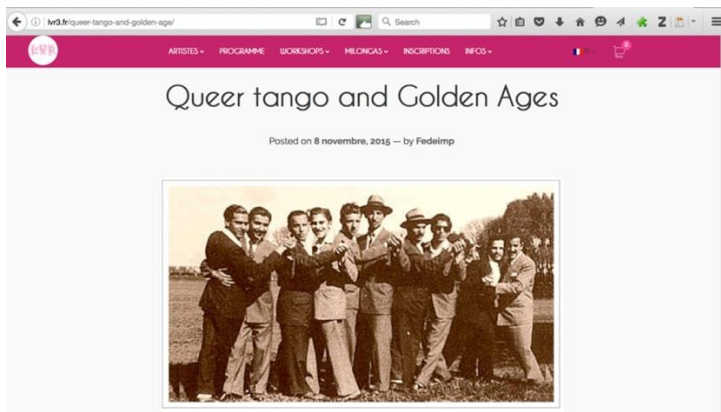 lvr3.fr/queer-tango-and-golden-age/
Search
ARTISTES
PROGRAMME
WORKSHOPS
MILONGAS
INSCRIPTIONS
INFOS
0
Queer tango and Golden Ages
Posted on 8 novembre, 2015 — by Fedeimp